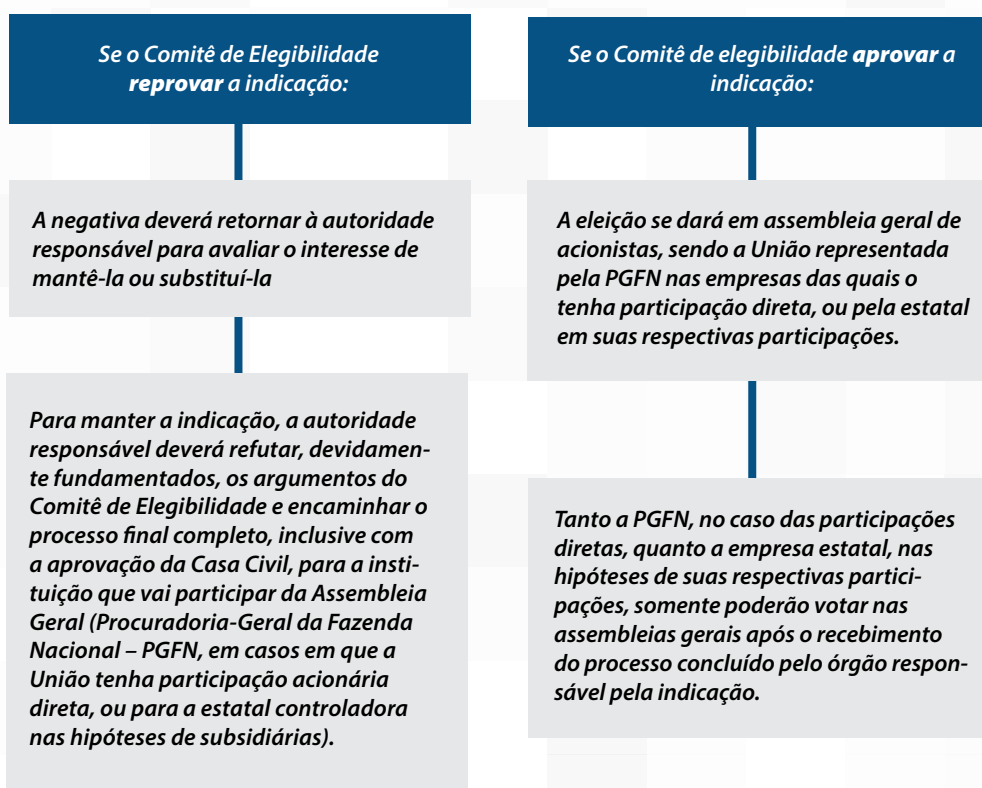 Se o Comitê de Elegibilidade
reprovar a indicação:
A negativa deverá retornar à autoridade
responsável para avaliar o interesse de
mantê-la ou substituí-la
Para manter a indicação, a autoridade
responsável deverá refutar, devidamen-
te fundamentados, os argumentos do
Comitê de Elegibilidade e encaminhar o
processo final completo, inclusive com
a aprovação da Casa Civil, para a insti-
tuição que vai participar da Assembleia
Geral (Procuradoria-Geral da Fazenda
Nacional – PGFN, em casos em que a
União tenha participação acionária
direta, ou para a estatal controladora
nas hipóteses de subsidiárias).
Se o Comitê de elegibilidade aprovar a
indicação:
A eleição se dará em assembleia geral de
acionistas, sendo a União representada
pela PGFN nas empresas das quais o
tenha participação direta, ou pela estatal
em suas respectivas participações.
Tanto a PGFN, no caso das participações
diretas, quanto a empresa estatal, nas
hipóteses de suas respectivas partici-
pações, somente poderão votar nas
assembleias gerais após o recebimento
do processo concluído pelo órgão respon-
sável pela indicação.